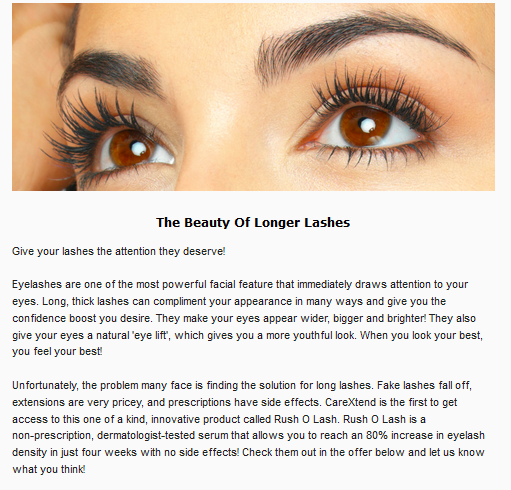 The Beauty Of Longer Lashes
Give your lashes the attention they deserve!
Eyelashes are one of the most powerful facial feature that immediately draws attention to your
eyes. Long, thick lashes can compliment your appearance in many ways and give you the
confidence boost you desire. They make your eyes appear wider, bigger and brighter! They also
give your eyes a natural 'eye lift', which gives you a more youthful look. When you look your best,
you feel your best!
Unfortunately, the problem many face is finding the solution for long lashes. Fake lashes fall off,
extensions are very pricey, and prescriptions have side effects. CareXtend is the first to get
access to this one of a kind, innovative product called Rush O Lash. Rush O Lash is a
non-prescription, dermatologist-tested serum that allows you to reach an 80% increase in eyelash
density in just four weeks with no side effects! Check them out in the offer below and let us know
what you think!